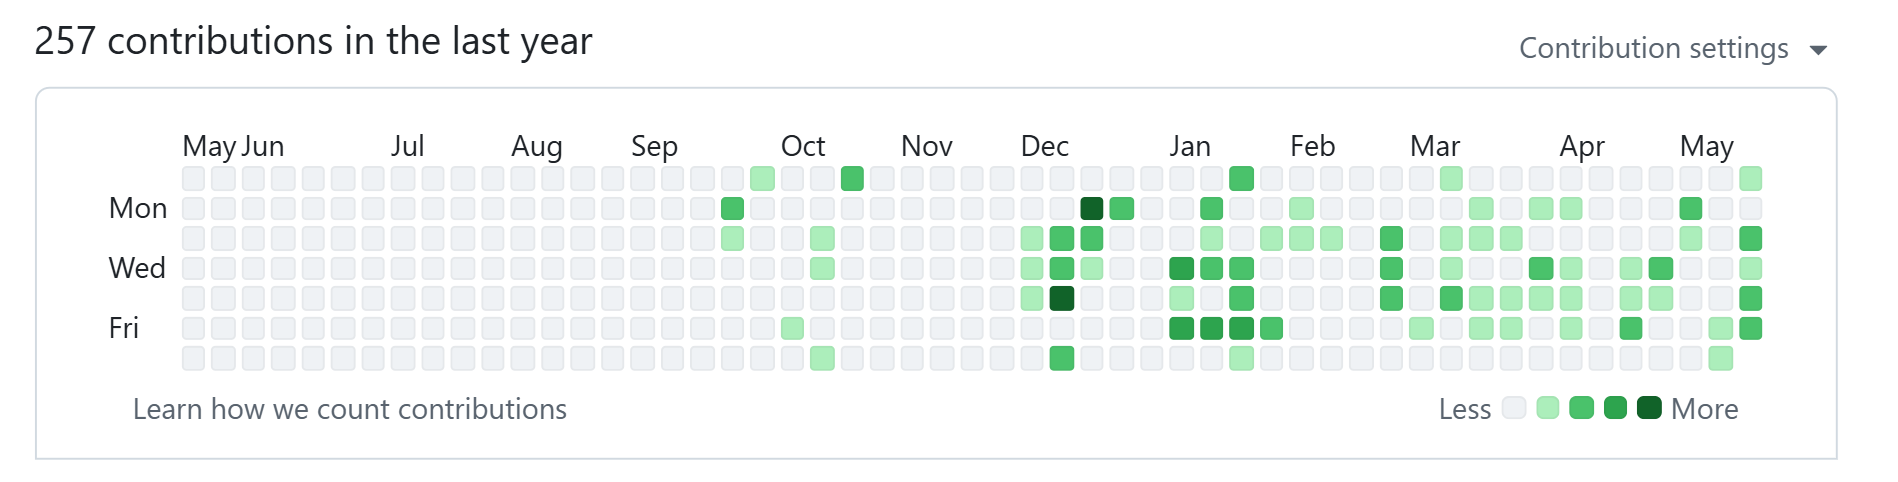 257 contributions in the last year
Contribution settings
May Jun Jul Aug Sep Oct Nov Dec Jan Feb Mar Apr May
Mon
Wed
Fri
Learn how we count contributions
Less More